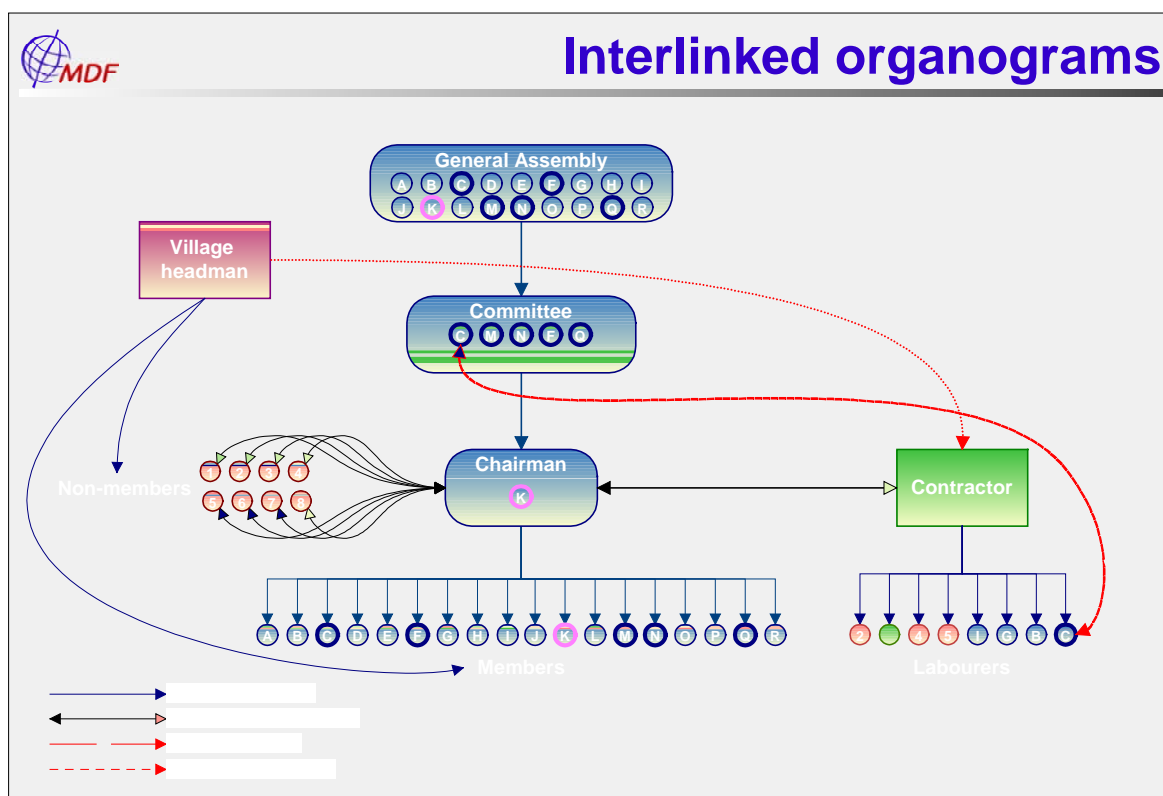 MDF
Interlinked organograms
General Assembly
A B C D E F G H I
J K L M N O P Q R
Village
headman
Committee
C M N F Q
Chairman
K
Contractor
1 2 3 4
Non-members
5 6 7 8
A B C D E F G H I J K L M N O P Q R
2 4 5 I G B C
Members
Labourers